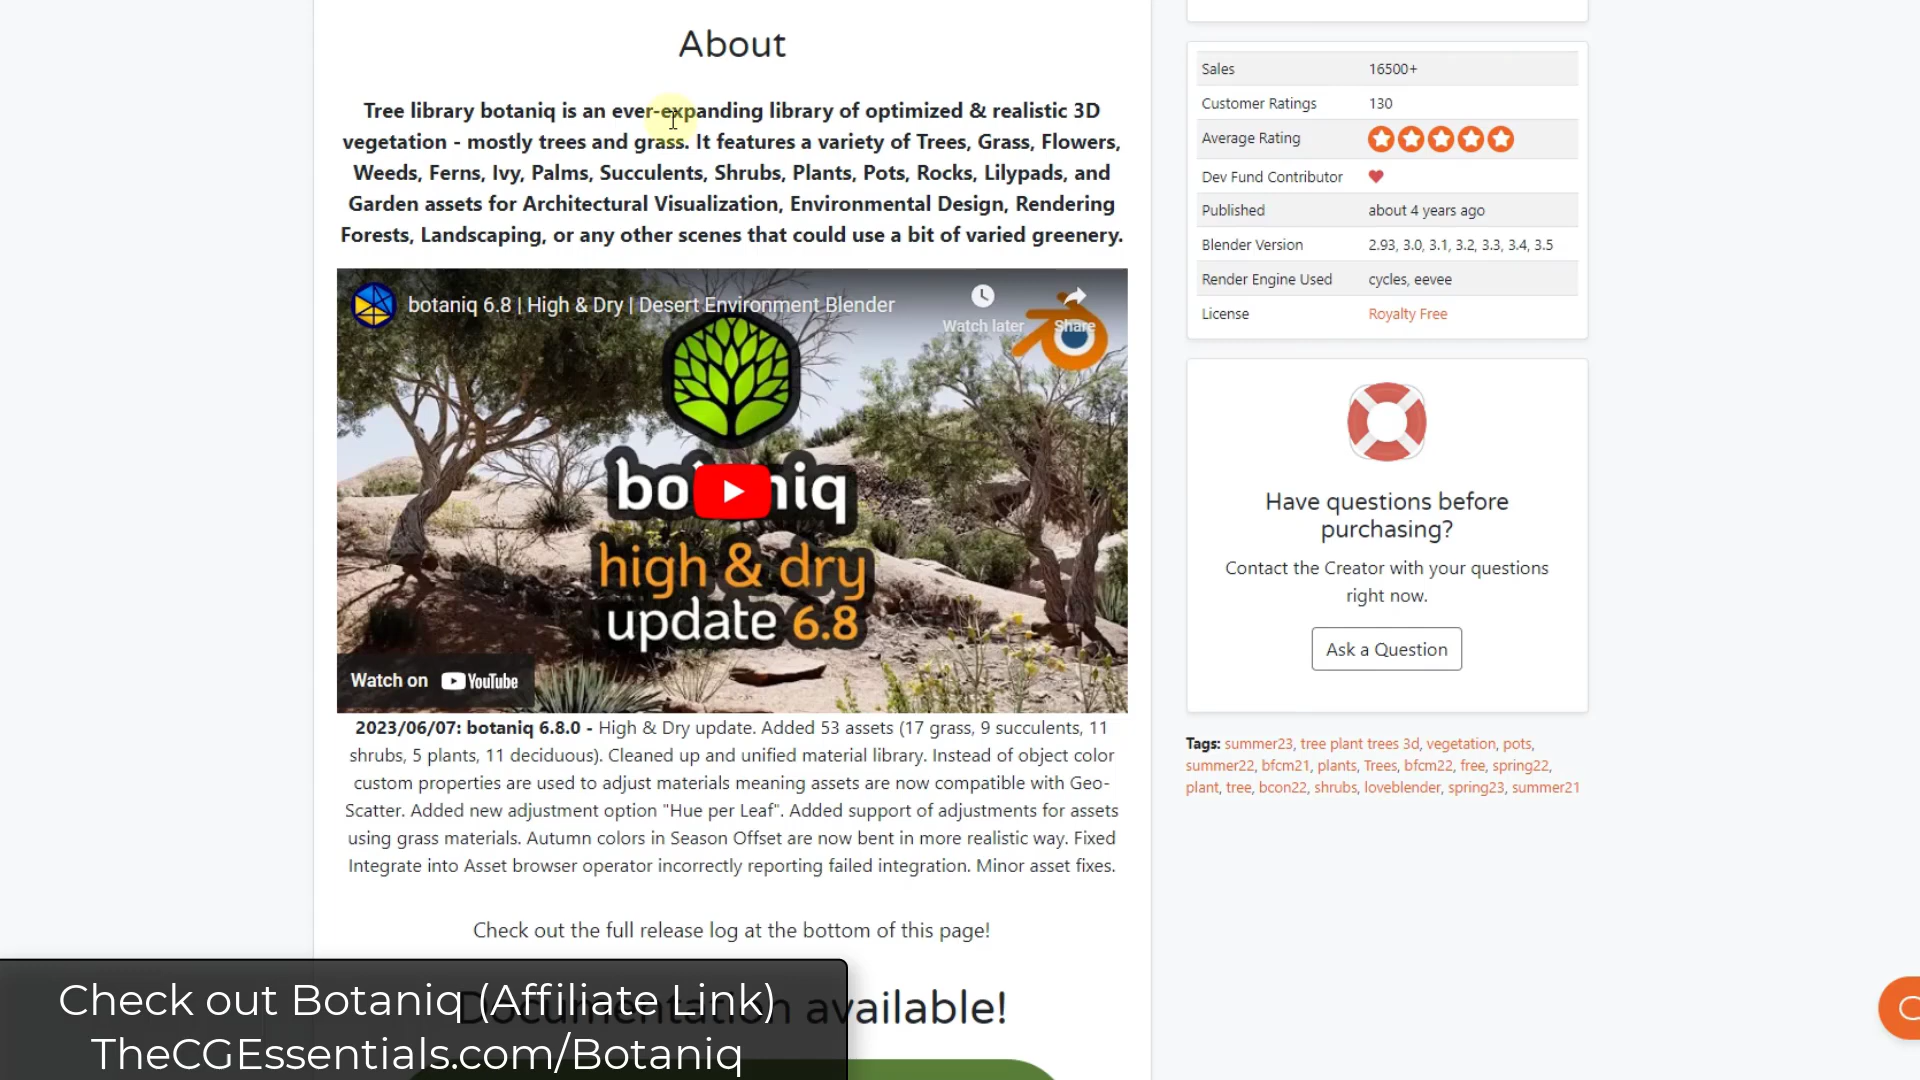 About
Tree library botaniq is an ever-expanding library of optimized & realistic 3D
vegetation - mostly trees and grass. It features a variety of Trees, Grass, Flowers,
Weeds, Ferns, Ivy, Palms, Succulents, Shrubs, Plants, Pots, Rocks, Lilypads, and
Garden assets for Architectural Visualization, Environmental Design, Rendering
Forests, Landscaping, or any other scenes that could use a bit of varied greenery.
botaniq 6.8 | High & Dry | Desert Environment Blender
Watch later
Share
bo niq
high & dry
update 6.8
Watch on YouTube
2023/06/07: botaniq 6.8.0 - High & Dry update. Added 53 assets (17 grass, 9 succulents, 11
shrubs, 5 plants, 11 deciduous). Cleaned up and unified material library. Instead of object color
custom properties are used to adjust materials meaning assets are now compatible with Geo-
Scatter. Added new adjustment option "Hue per Leaf". Added support of adjustments for assets
using grass materials. Autumn colors in Season Offset are now bent in more realistic way. Fixed
Integrate into Asset browser operator incorrectly reporting failed integration. Minor asset fixes.
Check out the full release log at the bottom of this page!
Documentation available!
Check out Botaniq (Affiliate Link)
TheCGEssentials.com/Botaniq
Sales 16500+
Customer Ratings 130
Average Rating
Dev Fund Contributor
Published about 4 years ago
Blender Version 2.93, 3.0, 3.1, 3.2, 3.3, 3.4, 3.5
Render Engine Used cycles, eevee
License Royalty Free
Have questions before
purchasing?
Contact the Creator with your questions
right now.
Ask a Question
Tags: summer23, tree plant trees 3d, vegetation, pots,
summer22, bfcm21, plants, Trees, bfcm22, free, spring22,
plant, tree, bcon22, shrubs, loveblender, spring23, summer21